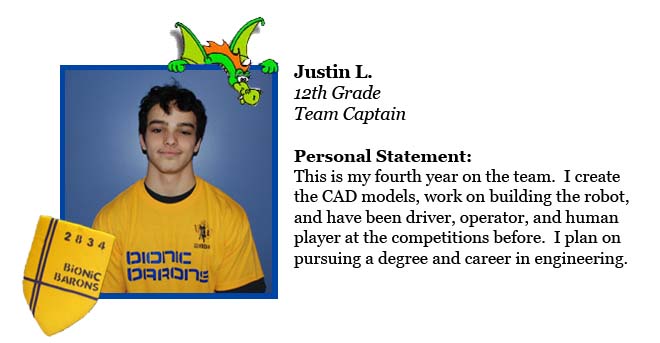 Justin L.
12th Grade
Team Captain
Personal Statement:
This is my fourth year on the team.  I create
the CAD models, work on building the robot,
and have been driver, operator, and human
player at the competitions before.  I plan on
pursuing a degree and career in engineering.
BIONIC
BARONS
2834
BiONiC
BARONS